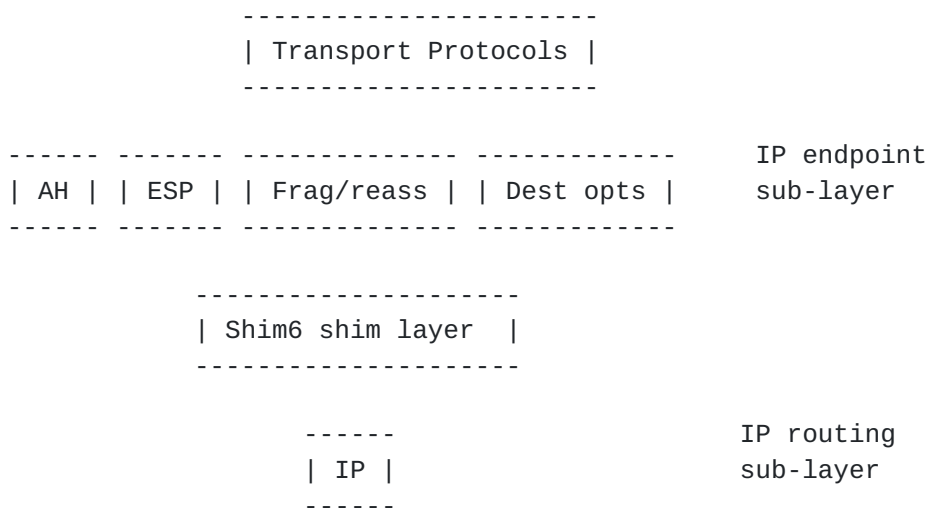 -----------------------
| Transport Protocols |
-----------------------
------ ------- -------------- ------------- IP endpoint
| AH | | ESP | | Frag/reass | | Dest opts | sub-layer
------ ------- -------------- -------------
---------------------
| Shim6 shim layer |
---------------------
------ IP routing
| IP | sub-layer
------